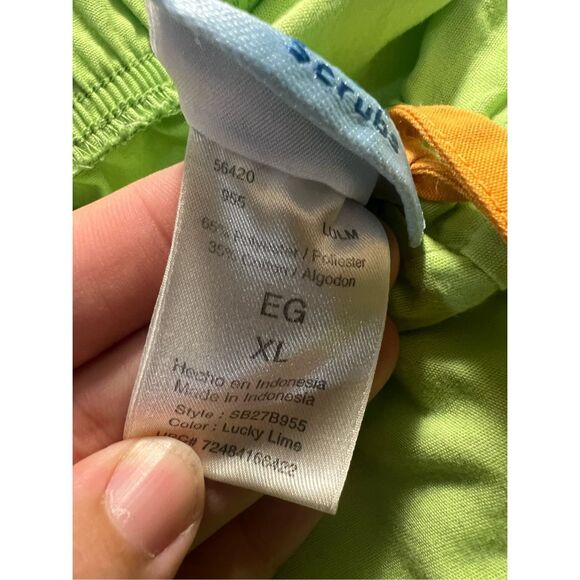 Scrubs
56420
955 LULM
65% Polyester / Poliester
35% Cotton / Algodon
EG
XL
Hecho en Indonesia
Made in Indonesia
Style : SB27B955
Color : Lucky Lime
UPC# 72484166422